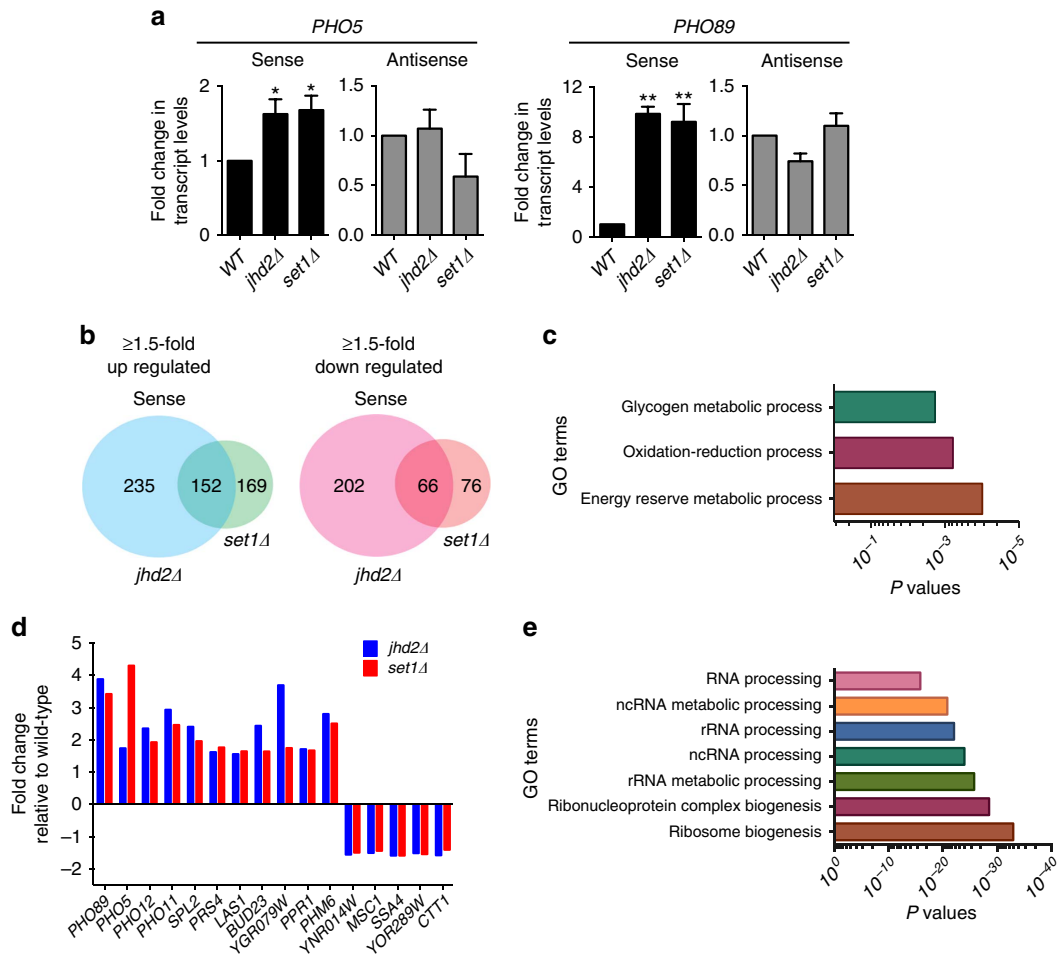 a
PHO5
PHO89
Sense
Antisense
Sense
Antisense
Fold change in
transcript levels
2
1
0
*
*
WT
jhd2Δ
set1Δ
1.5
1.0
0.5
0.0
WT
jhd2Δ
set1Δ
Fold change in
transcript levels
12
8
4
0
**
**
WT
jhd2Δ
set1Δ
1.5
1.0
0.5
0.0
WT
jhd2Δ
set1Δ
b
≥1.5-fold
up regulated
Sense
235
152
169
set1Δ
jhd2Δ
≥1.5-fold
down regulated
Sense
202
66
76
set1Δ
jhd2Δ
c
GO terms
Glycogen metabolic process
Oxidation-reduction process
Energy reserve metabolic process
10⁻¹
10⁻³
10⁻⁵
P values
d
Fold change
relative to wild-type
5
4
3
2
1
0
–1
–2
jhd2Δ
set1Δ
PHO89
PHO5
PHO12
PHO11
SPL2
PRS4
LAS1
BUD23
YGR079W
PPR1
PHM6
YNR014W
MSC1
SSA4
YOR289W
CTT1
e
GO terms
RNA processing
ncRNA metabolic processing
rRNA processing
ncRNA processing
rRNA metabolic processing
Ribonucleoprotein complex biogenesis
Ribosome biogenesis
10⁰
10⁻¹⁰
10⁻²⁰
10⁻³⁰
10⁻⁴⁰
P values